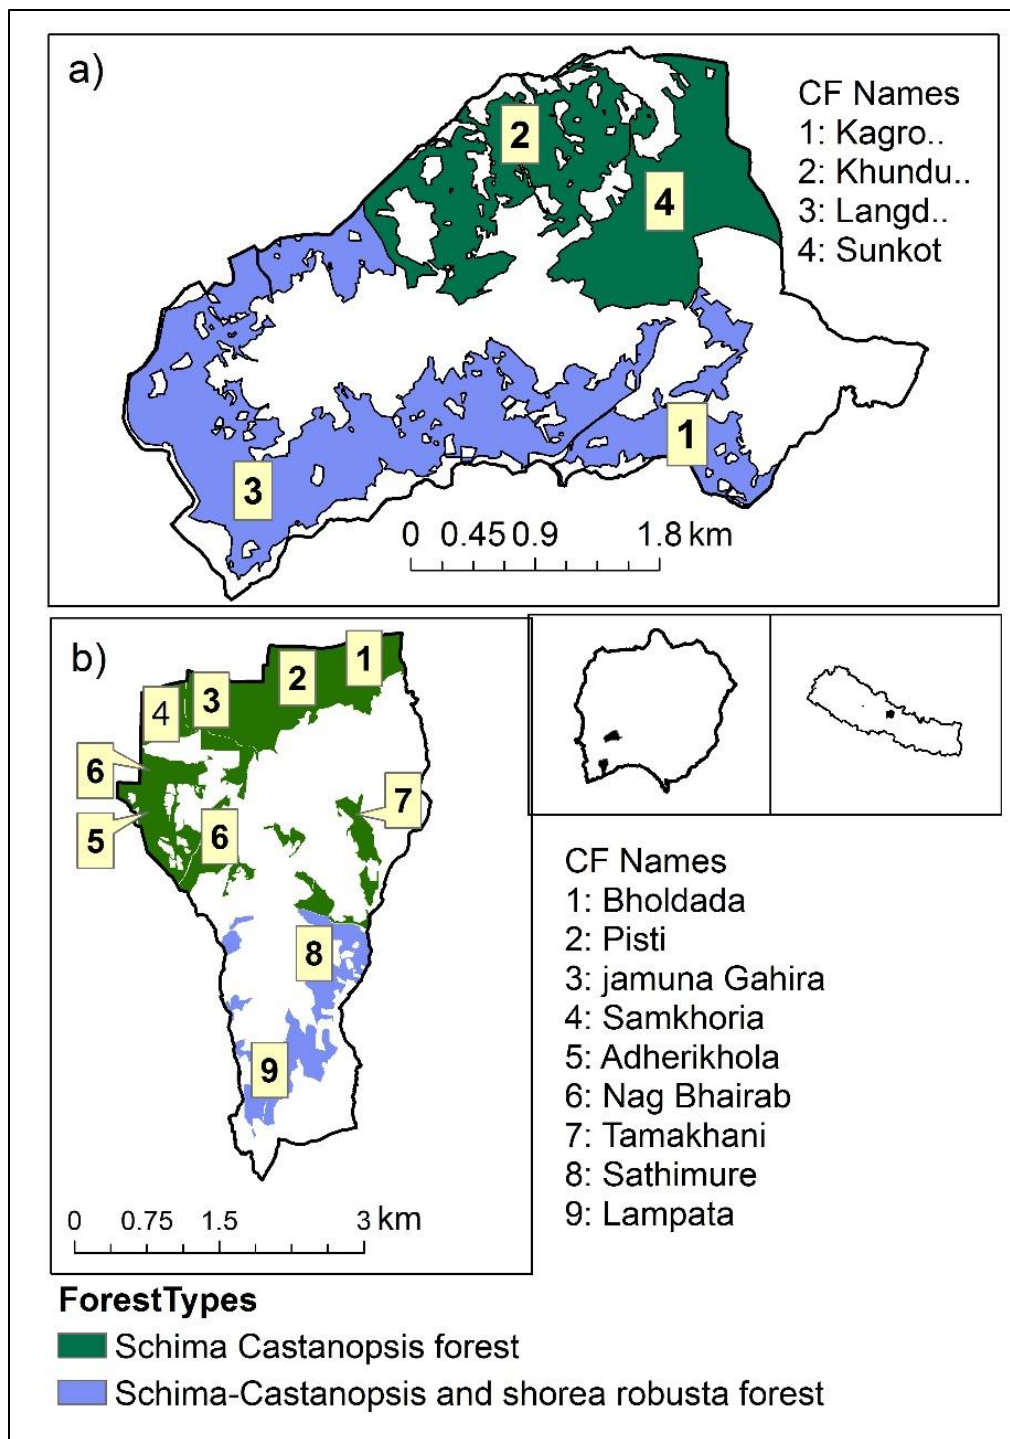 a)
CF Names
1: Kagro..
2: Khundu..
3: Langd..
4: Sunkot
2
4
1
3
0 0.45 0.9 1.8 km
b)
1
2
3
4
6
7
5
6
8
9
0 0.75 1.5 3 km
CF Names
1: Bholdada
2: Pisti
3: jamuna Gahira
4: Samkhoria
5: Adherikhola
6: Nag Bhairab
7: Tamakhani
8: Sathimure
9: Lampata
ForestTypes
Schima Castanopsis forest
Schima-Castanopsis and shorea robusta forest